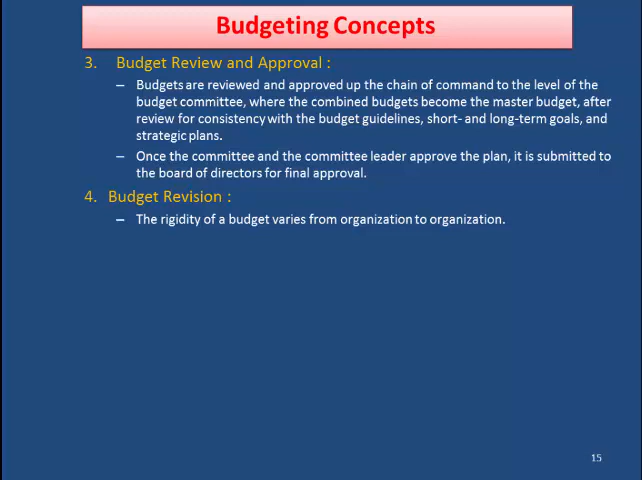 Budgeting Concepts
3. Budget Review and Approval :
– Budgets are reviewed and approved up the chain of command to the level of the
budget committee, where the combined budgets become the master budget, after
review for consistency with the budget guidelines, short- and long-term goals, and
strategic plans.
– Once the committee and the committee leader approve the plan, it is submitted to
the board of directors for final approval.
4. Budget Revision :
– The rigidity of a budget varies from organization to organization.
15